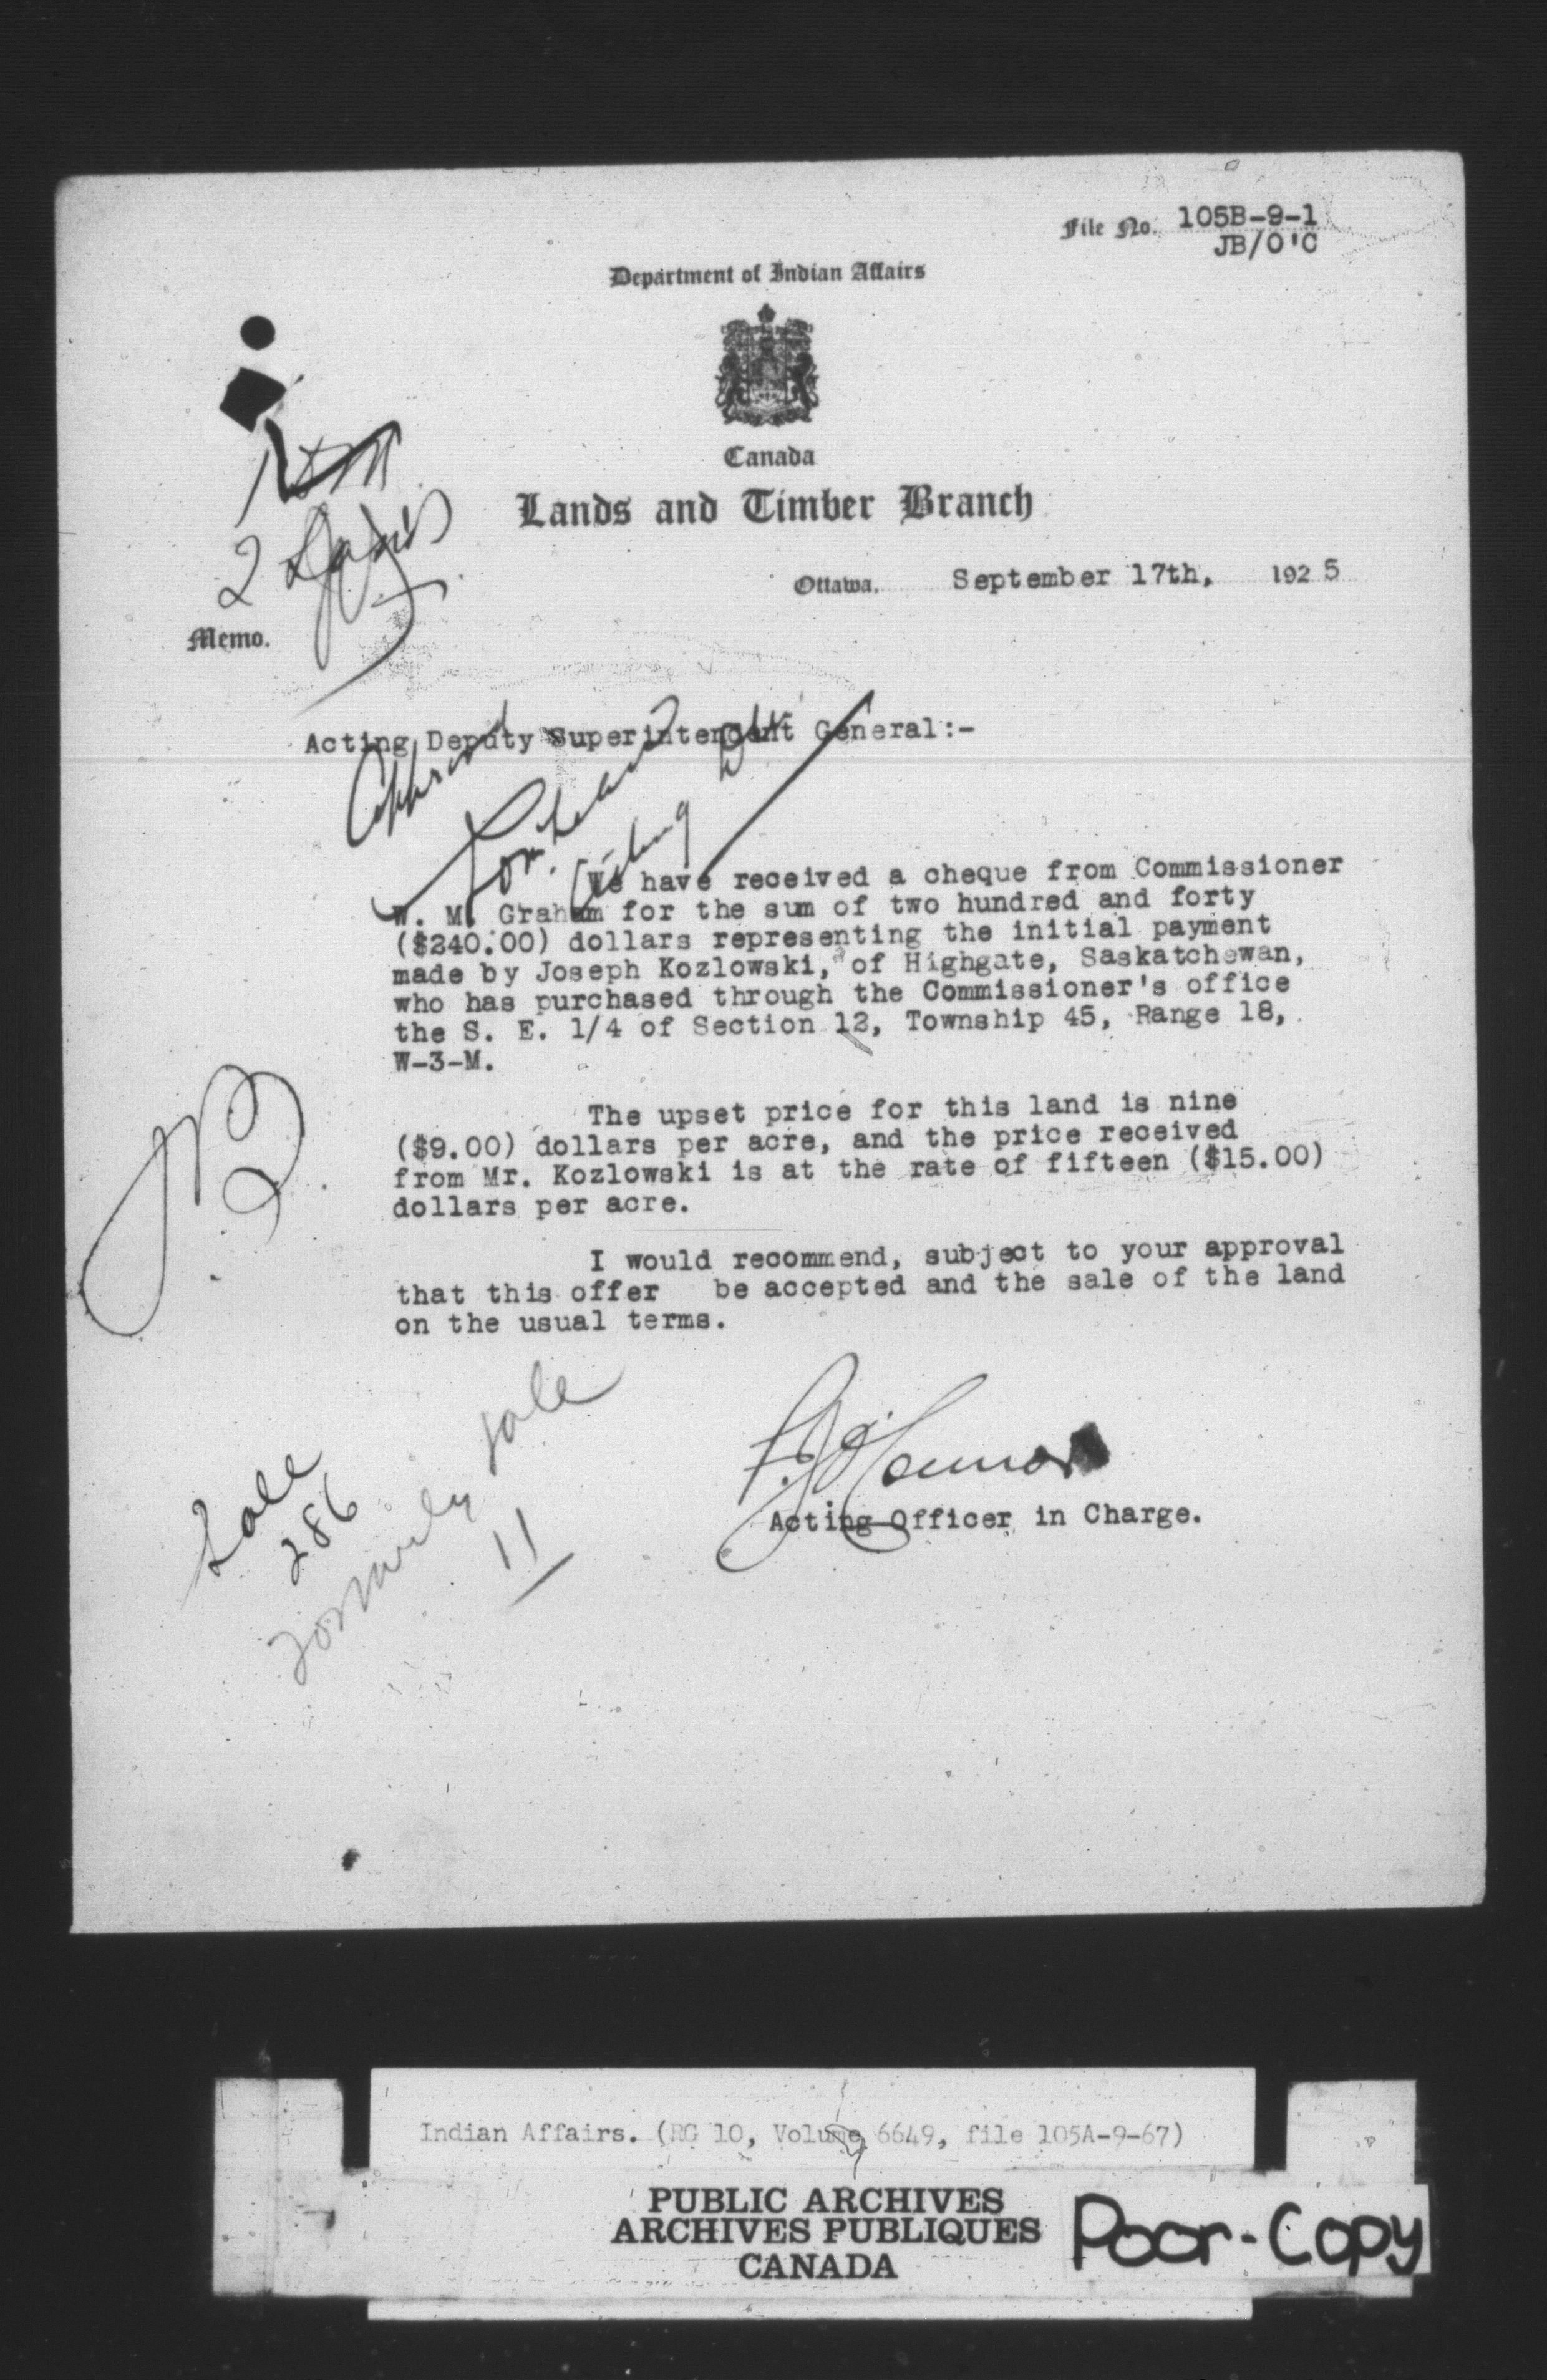 File No. 105B-9-1
JB/O'C
Department of Indian Affairs
Canada
Lands and Timber Branch
Ottawa, September 17th, 1925
2
Memo.
Acting Deputy Superintendent General:-
Approved
Acting
We have received a cheque from Commissioner
W. M. Graham for the sum of two hundred and forty
($240.00) dollars representing the initial payment
made by Joseph Kozlowski, of Highgate, Saskatchewan,
who has purchased through the Commissioner's office
the S. E. 1/4 of Section 12, Township 45, Range 18,
W-3-M.
The upset price for this land is nine
($9.00) dollars per acre, and the price received
from Mr. Kozlowski is at the rate of fifteen ($15.00)
dollars per acre.
I would recommend, subject to your approval
that this offer be accepted and the sale of the land
on the usual terms.
Acting Officer in Charge.
Sale
286
formerly sale
11
Indian Affairs. (RG 10, Volume 6649, file 105A-9-67)
PUBLIC ARCHIVES
ARCHIVES PUBLIQUES
CANADA
Poor-Copy